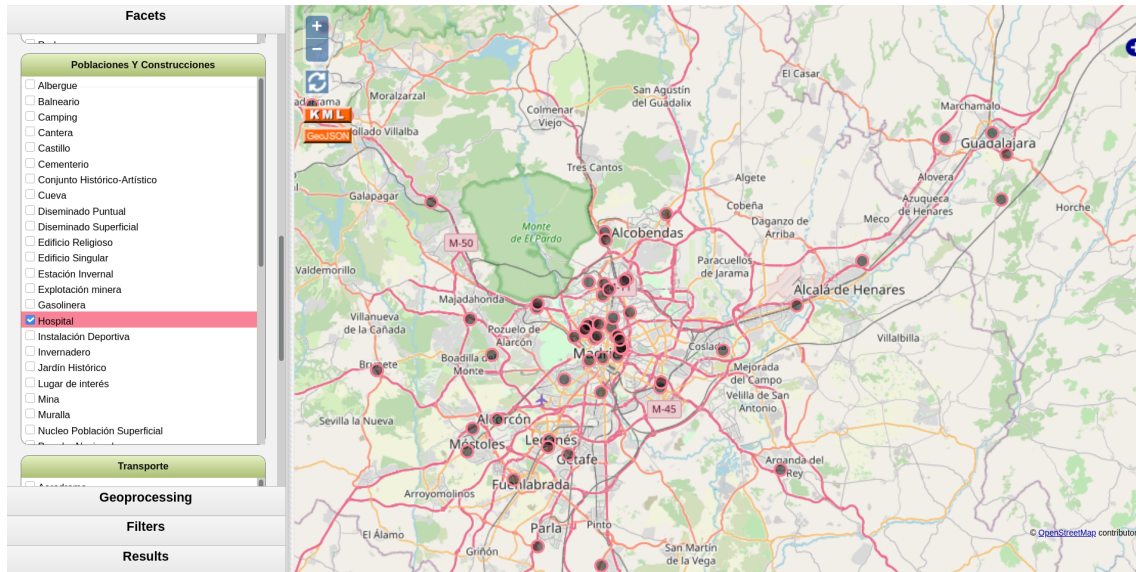 Facets
Poblaciones Y Construcciones
Albergue
Balneario
Camping
Cantera
Castillo
Cementerio
Conjunto Histórico-Artístico
Cueva
Diseminado Puntual
Diseminado Superficial
Edificio Religioso
Edificio Singular
Estación Invernal
Explotación minera
Gasolinera
Hospital
Instalación Deportiva
Invernadero
Jardín Histórico
Lugar de interés
Mina
Muralla
Nucleo Población Superficial
Transporte
Geoprocessing
Filters
Results
+
−
KML
GeoJSON
El Casar
San Agustín
del Guadalix
Moralzarzal
Marchamalo
Colmenar
Viejo
Guadalajara
Tres Cantos
Alovera
Algete
Galapagar
Azuqueca
de Henares
Cobeña
Horche
Meco
Daganzo de
Arriba
Monte
de El Pardo
Alcobendas
M-50
Paracuellos
de Jarama
Valdemorillo
Alcalá de Henares
Majadahonda
Villanueva
de la Cañada
Pozuelo de
Alarcón
Villalbilla
Boadilla del
Monte
Madrid
Coslada
Brunete
Mejorada
del Campo
Velilla de San
Antonio
M-45
Sevilla la Nueva
Alcorcón
Móstoles
Leganés
Getafe
Arganda del
Rey
Fuenlabrada
Arroyomolinos
Parla
Pinto
El Álamo
Griñón
San Martín
de la Vega
© OpenStreetMap contributors